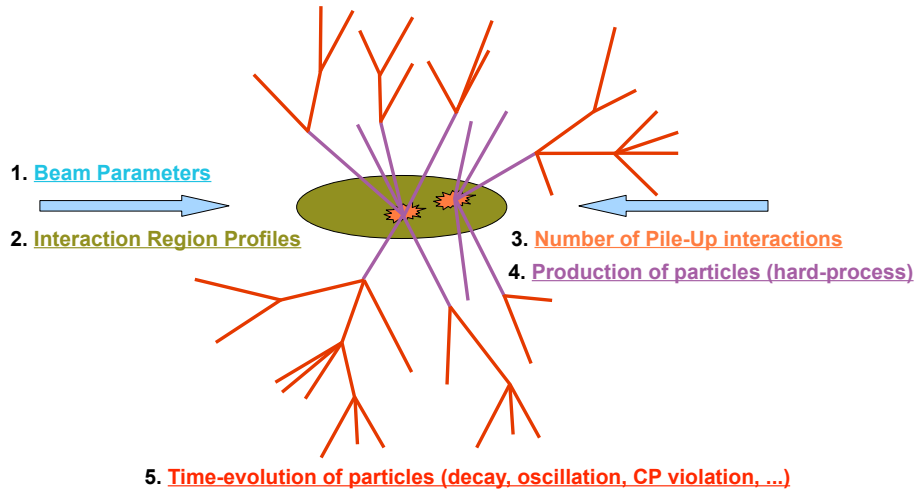 1. Beam Parameters
2. Interaction Region Profiles
3. Number of Pile-Up interactions
4. Production of particles (hard-process)
5. Time-evolution of particles (decay, oscillation, CP violation, ...)